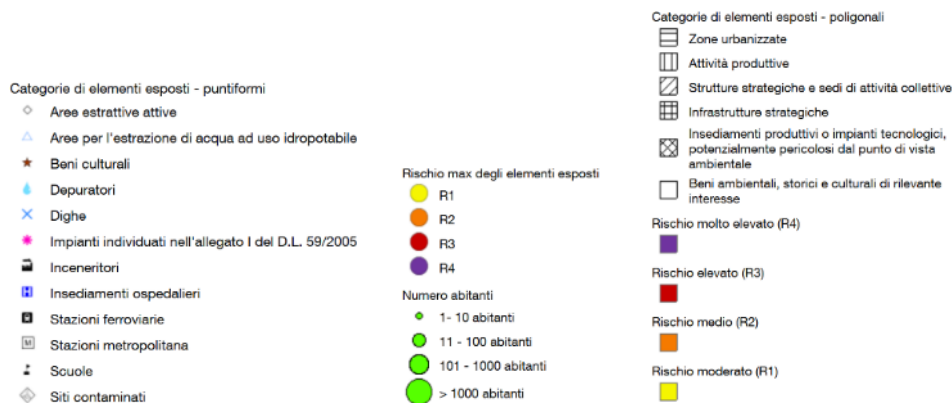 Categorie di elementi esposti - puntiformi
Aree estrattive attive
Aree per l'estrazione di acqua ad uso idropotabile
Beni culturali
Depuratori
Dighe
Impianti individuati nell'allegato I del D.L. 59/2005
Inceneritori
Insediamenti ospedalieri
Stazioni ferroviarie
M
Stazioni metropolitana
Scuole
Siti contaminati
Rischio max degli elementi esposti
R1
R2
R3
R4
Numero abitanti
1- 10 abitanti
11 - 100 abitanti
101 - 1000 abitanti
> 1000 abitanti
Categorie di elementi esposti - poligonali
Zone urbanizzate
Attività produttive
Strutture strategiche e sedi di attività collettive
Infrastrutture strategiche
Insediamenti produttivi o impianti tecnologici,
potenzialmente pericolosi dal punto di vista
ambientale
Beni ambientali, storici e culturali di rilevante
interesse
Rischio molto elevato (R4)
Rischio elevato (R3)
Rischio medio (R2)
Rischio moderato (R1)